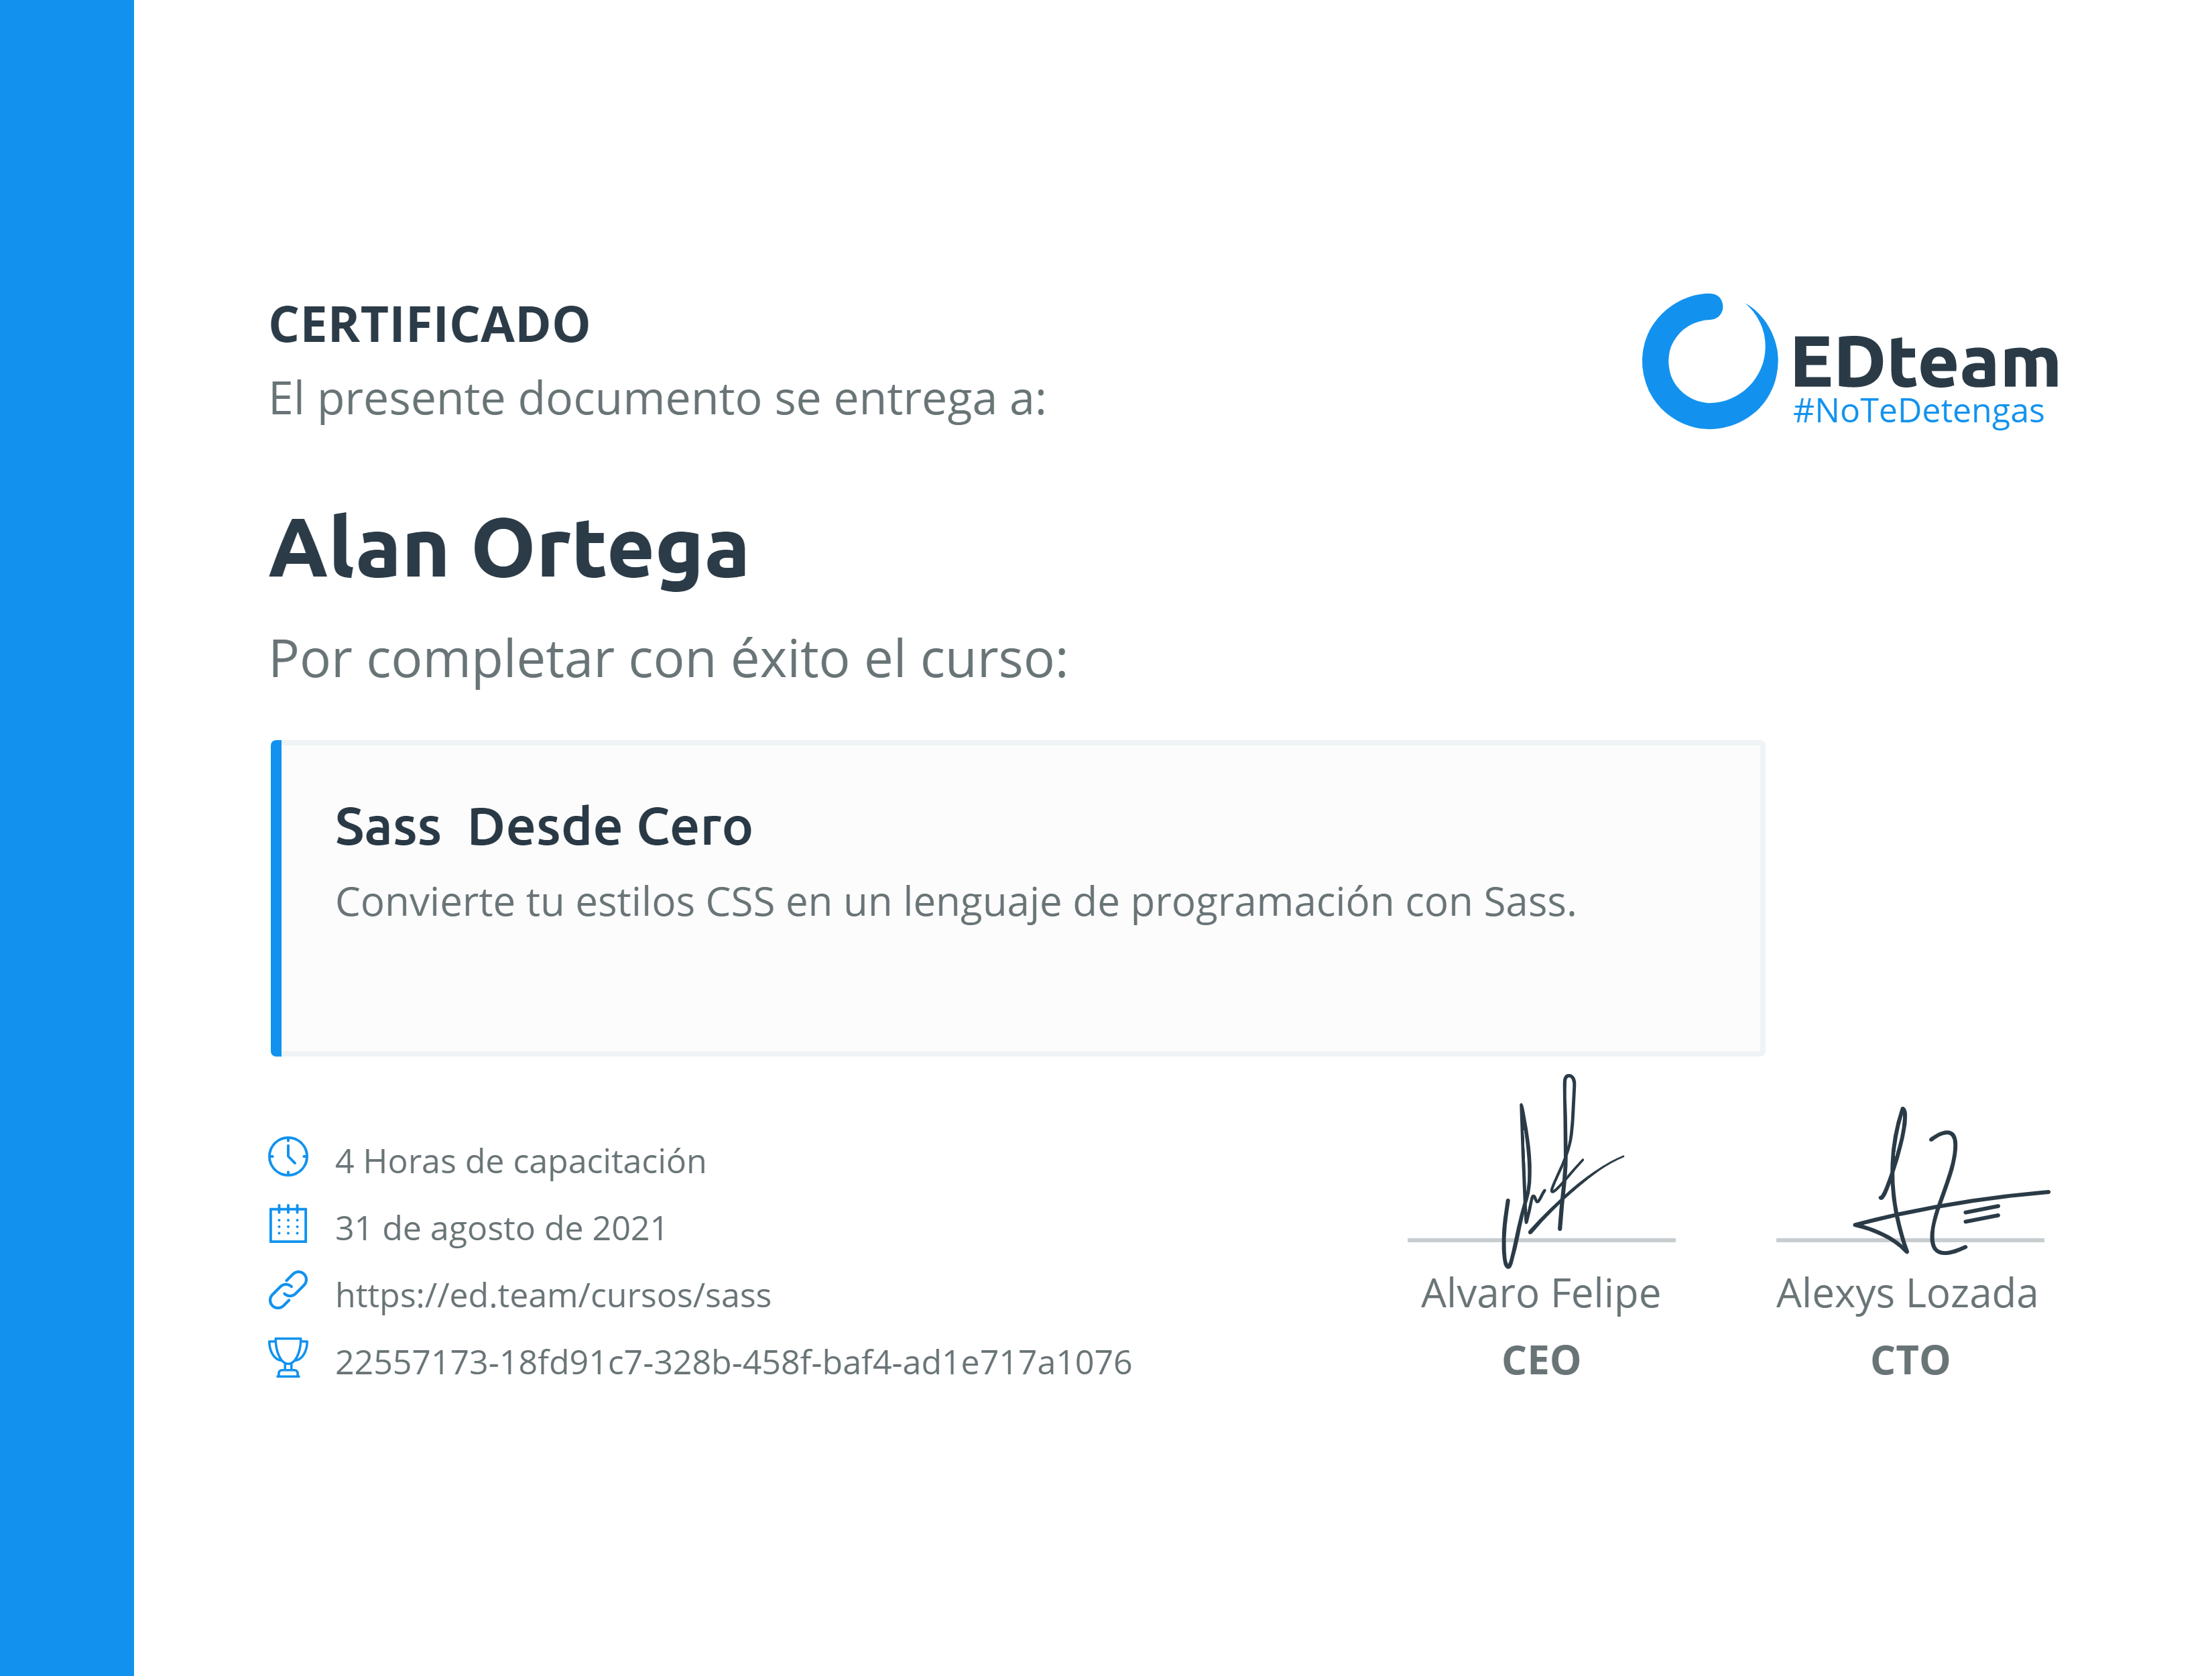 CERTIFICADO
El presente documento se entrega a:
EDteam
#NoTeDetengas
Alan Ortega
Por completar con éxito el curso:
Sass  Desde Cero
Convierte tu estilos CSS en un lenguaje de programación con Sass.
4 Horas de capacitación
31 de agosto de 2021
https://ed.team/cursos/sass
22557173-18fd91c7-328b-458f-baf4-ad1e717a1076
Alvaro Felipe
CEO
Alexys Lozada
CTO